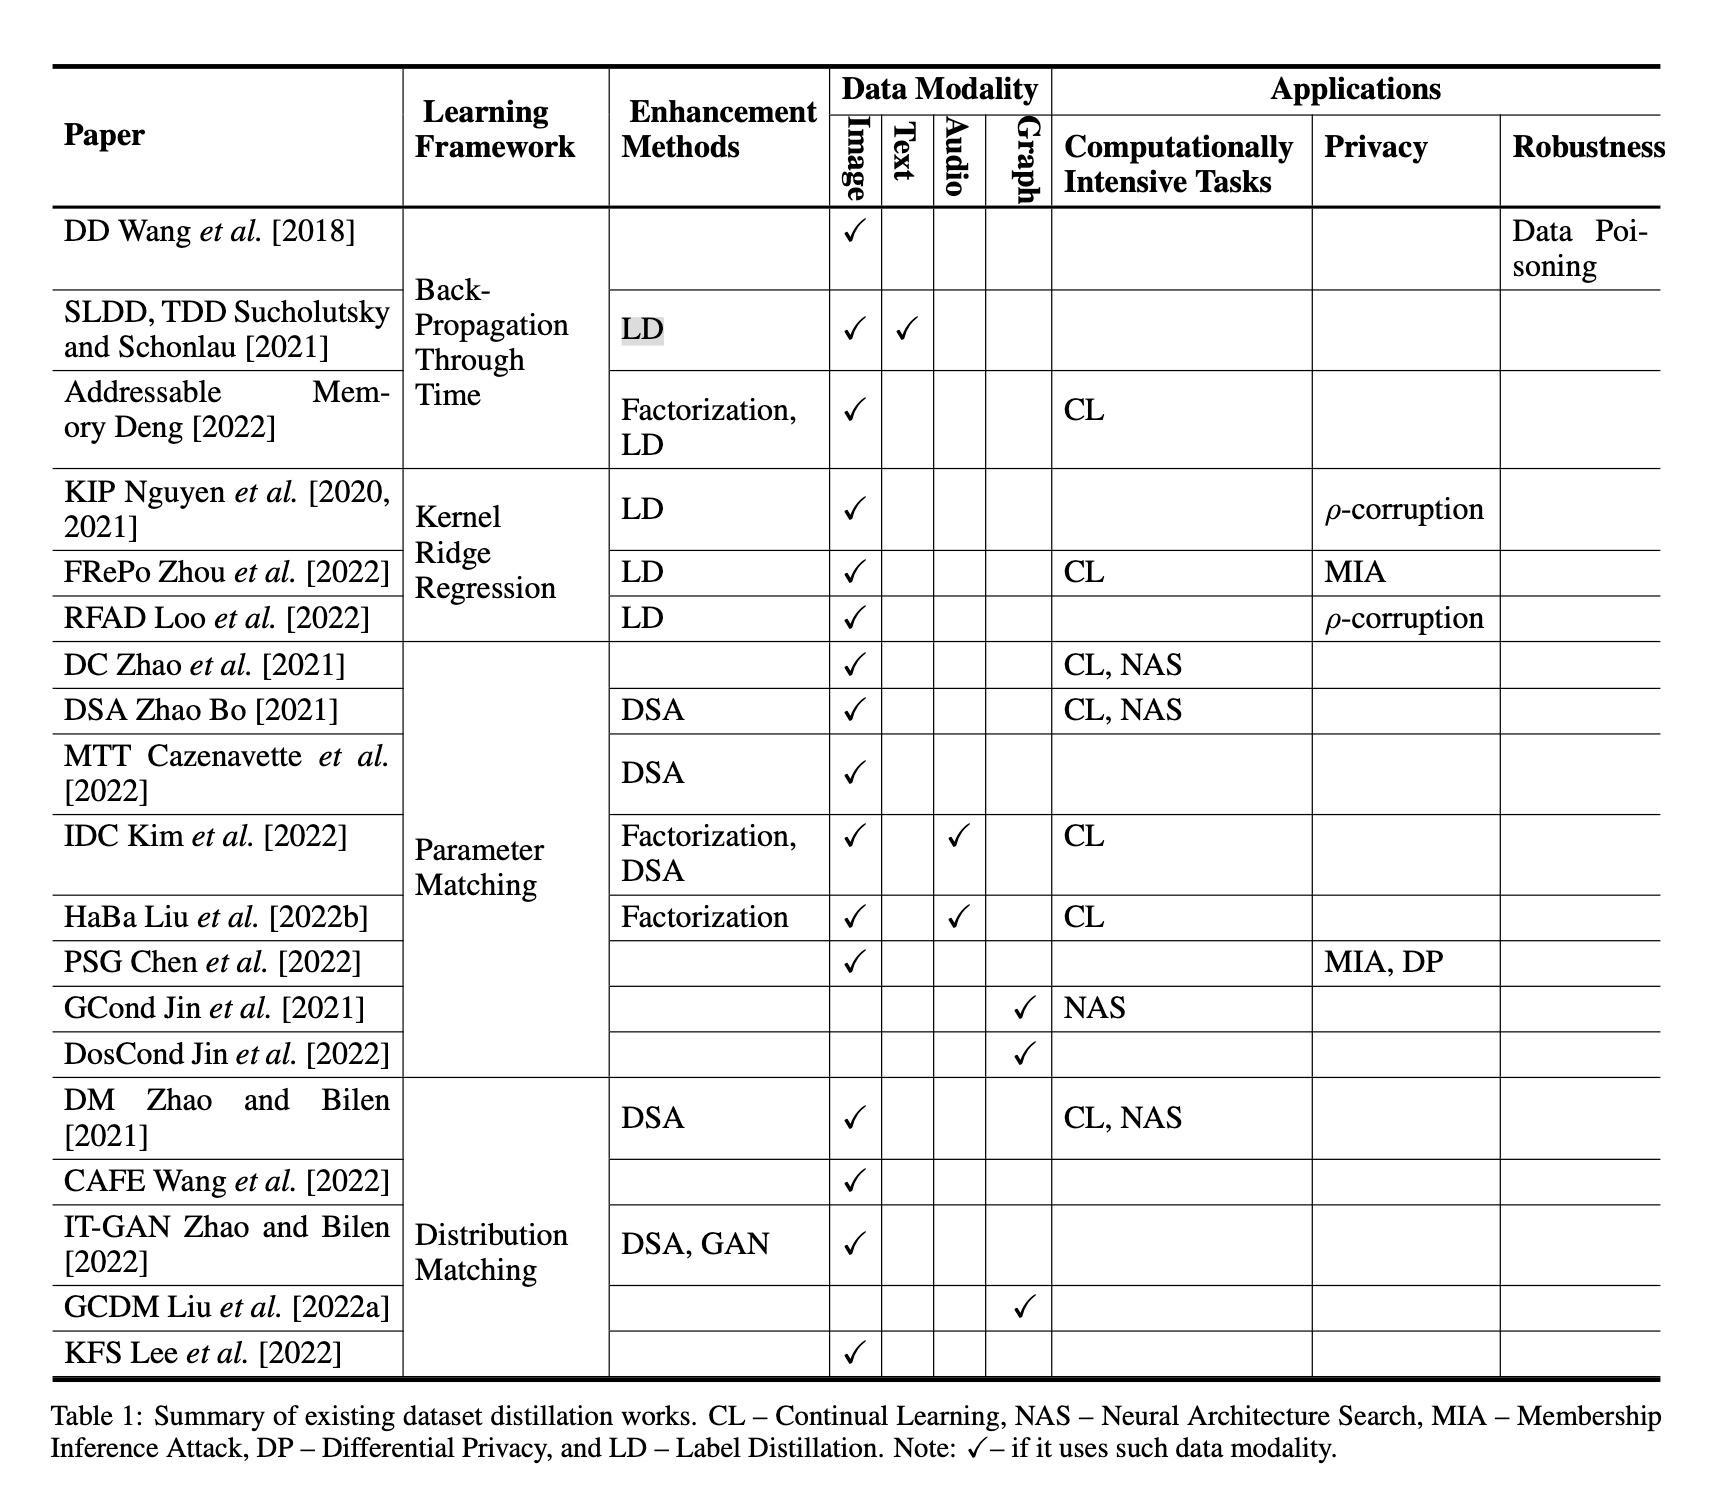 Paper
Learning
Framework
Enhancement
Methods
Data Modality
Applications
Image
Text
Audio
Graph
Computationally
Intensive Tasks
Privacy
Robustness
DD Wang et al. [2018]
Back-
Propagation
Through
Time
✓
Data Poi-
soning
SLDD, TDD Sucholutsky
and Schonlau [2021]
LD
✓ ✓
Addressable Mem-
ory Deng [2022]
Factorization,
LD
✓
CL
KIP Nguyen et al. [2020,
2021]
Kernel
Ridge
Regression
LD
✓
ρ-corruption
FRePo Zhou et al. [2022]
LD
✓
CL
MIA
RFAD Loo et al. [2022]
LD
✓
ρ-corruption
DC Zhao et al. [2021]
Parameter
Matching
✓
CL, NAS
DSA Zhao Bo [2021]
DSA
✓
CL, NAS
MTT Cazenavette et al.
[2022]
DSA
✓
IDC Kim et al. [2022]
Factorization,
DSA
✓ ✓
CL
HaBa Liu et al. [2022b]
Factorization
✓ ✓
CL
PSG Chen et al. [2022]
✓
MIA, DP
GCond Jin et al. [2021]
✓
NAS
DosCond Jin et al. [2022]
✓
DM Zhao and Bilen
[2021]
Distribution
Matching
DSA
✓
CL, NAS
CAFE Wang et al. [2022]
✓
IT-GAN Zhao and Bilen
[2022]
DSA, GAN
✓
GCDM Liu et al. [2022a]
✓
KFS Lee et al. [2022]
✓
Table 1: Summary of existing dataset distillation works. CL – Continual Learning, NAS – Neural Architecture Search, MIA – Membership
Inference Attack, DP – Differential Privacy, and LD – Label Distillation. Note: ✓– if it uses such data modality.